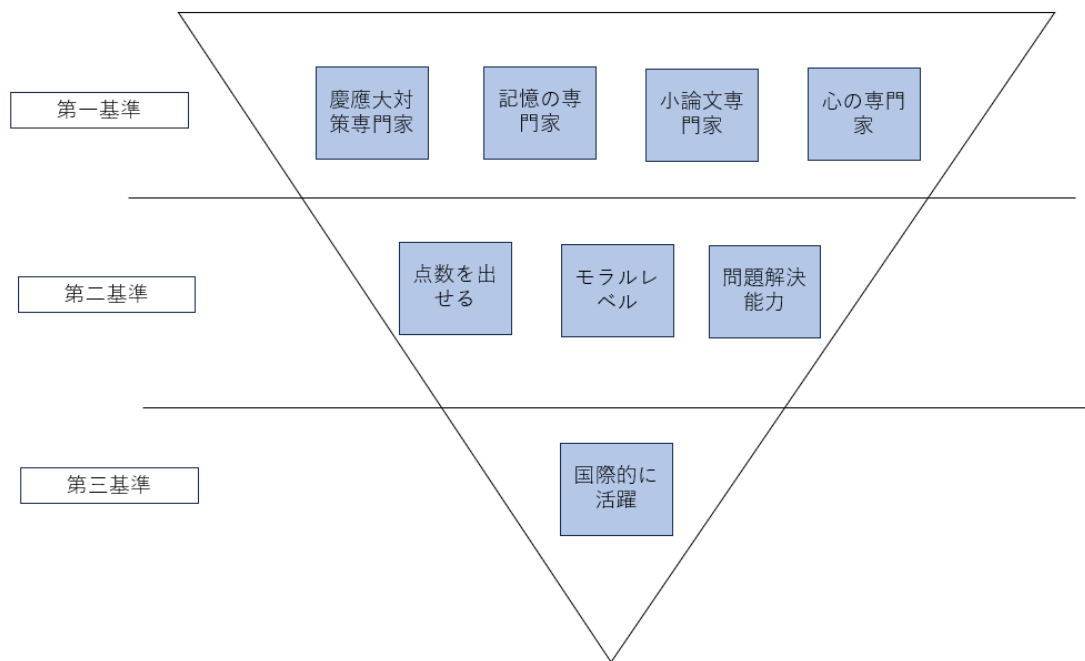 第一基準
慶應大対
策専門家
記憶の専
門家
小論文専
門家
心の専門
家
第二基準
点数を出
せる
モラルレ
ベル
問題解決
能力
第三基準
国際的に
活躍